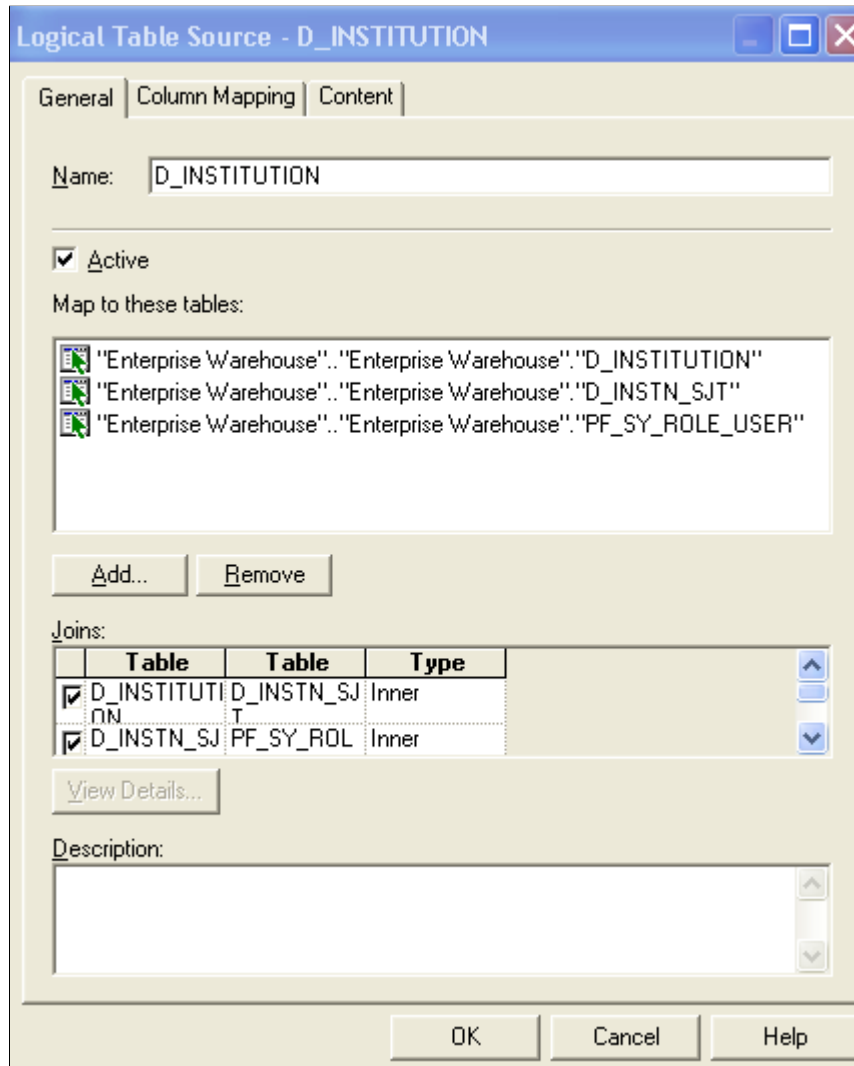 Logical Table Source - D_INSTITUTION
General Column Mapping Content
Name: D_INSTITUTION
Active
Map to these tables:
"Enterprise Warehouse".."Enterprise Warehouse"."D_INSTITUTION"
"Enterprise Warehouse".."Enterprise Warehouse"."D_INSTN_SJT"
"Enterprise Warehouse".."Enterprise Warehouse"."PF_SY_ROLE_USER"
Add... Remove
Joins:
Table Table Type
D_INSTITUTI D_INSTN_SJ Inner
ON T
D_INSTN_SJ PF_SY_ROL Inner
View Details...
Description:
OK Cancel Help